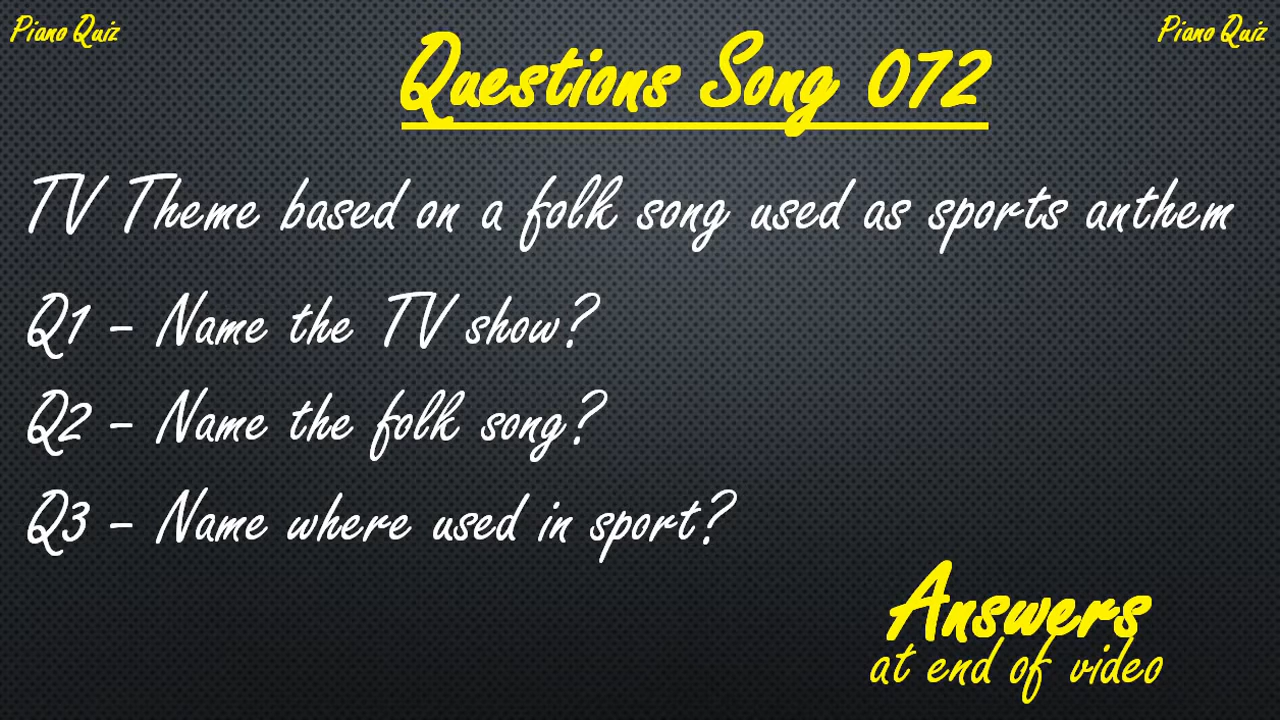 Piano Quiz
Piano Quiz
Questions Song 072
TV Theme based on a folk song used as sports anthem
Q1 – Name the TV show?
Q2 – Name the folk song?
Q3 – Name where used in sport?
Answers
at end of video